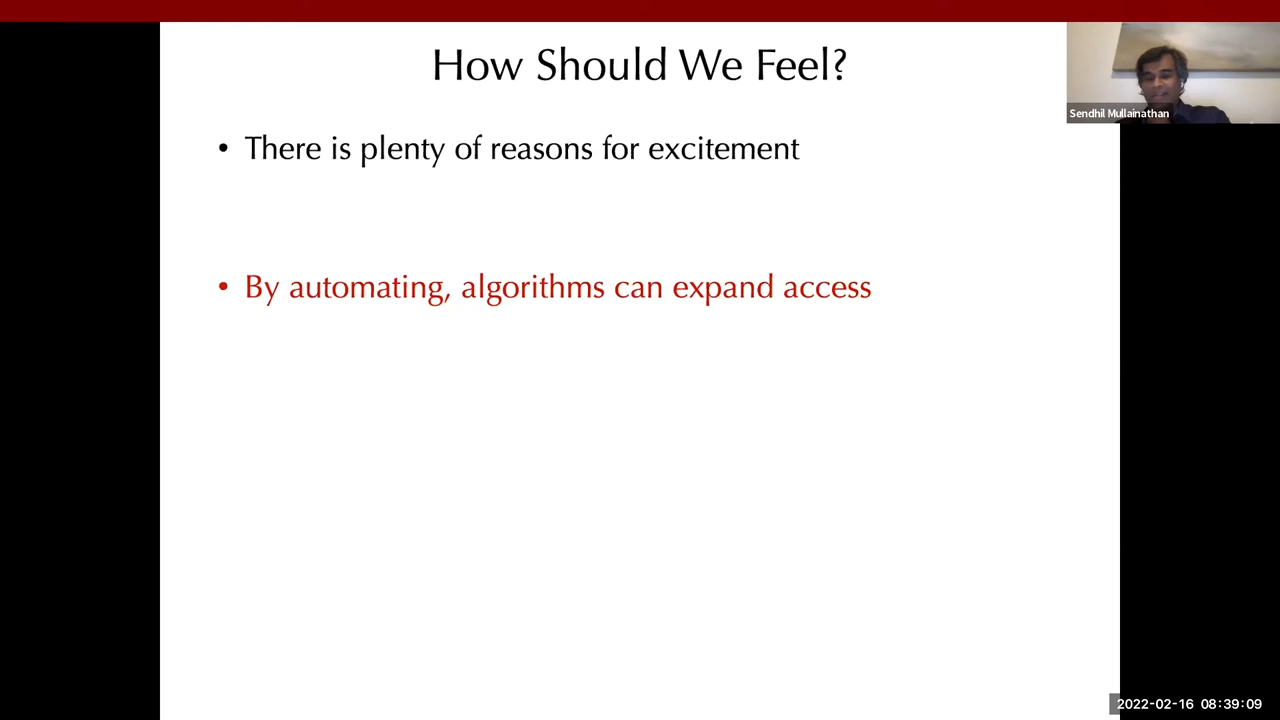 How Should We Feel?
Sendhil Mullainathan
• There is plenty of reasons for excitement
• By automating, algorithms can expand access
2022-02-16 08:39:09